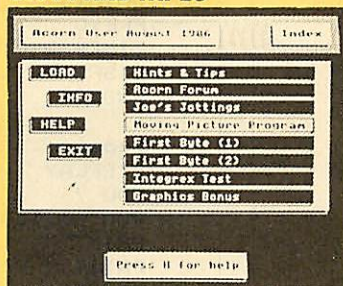 Acorn User August 1986
Index
LOAD
INFO
HELP
EXIT
Hints & Tips
Acorn Forum
Joe's Jottings
Moving Picture Program
First Byte (1)
First Byte (2)
Integrex Test
Graphics Bonus
Press H for help